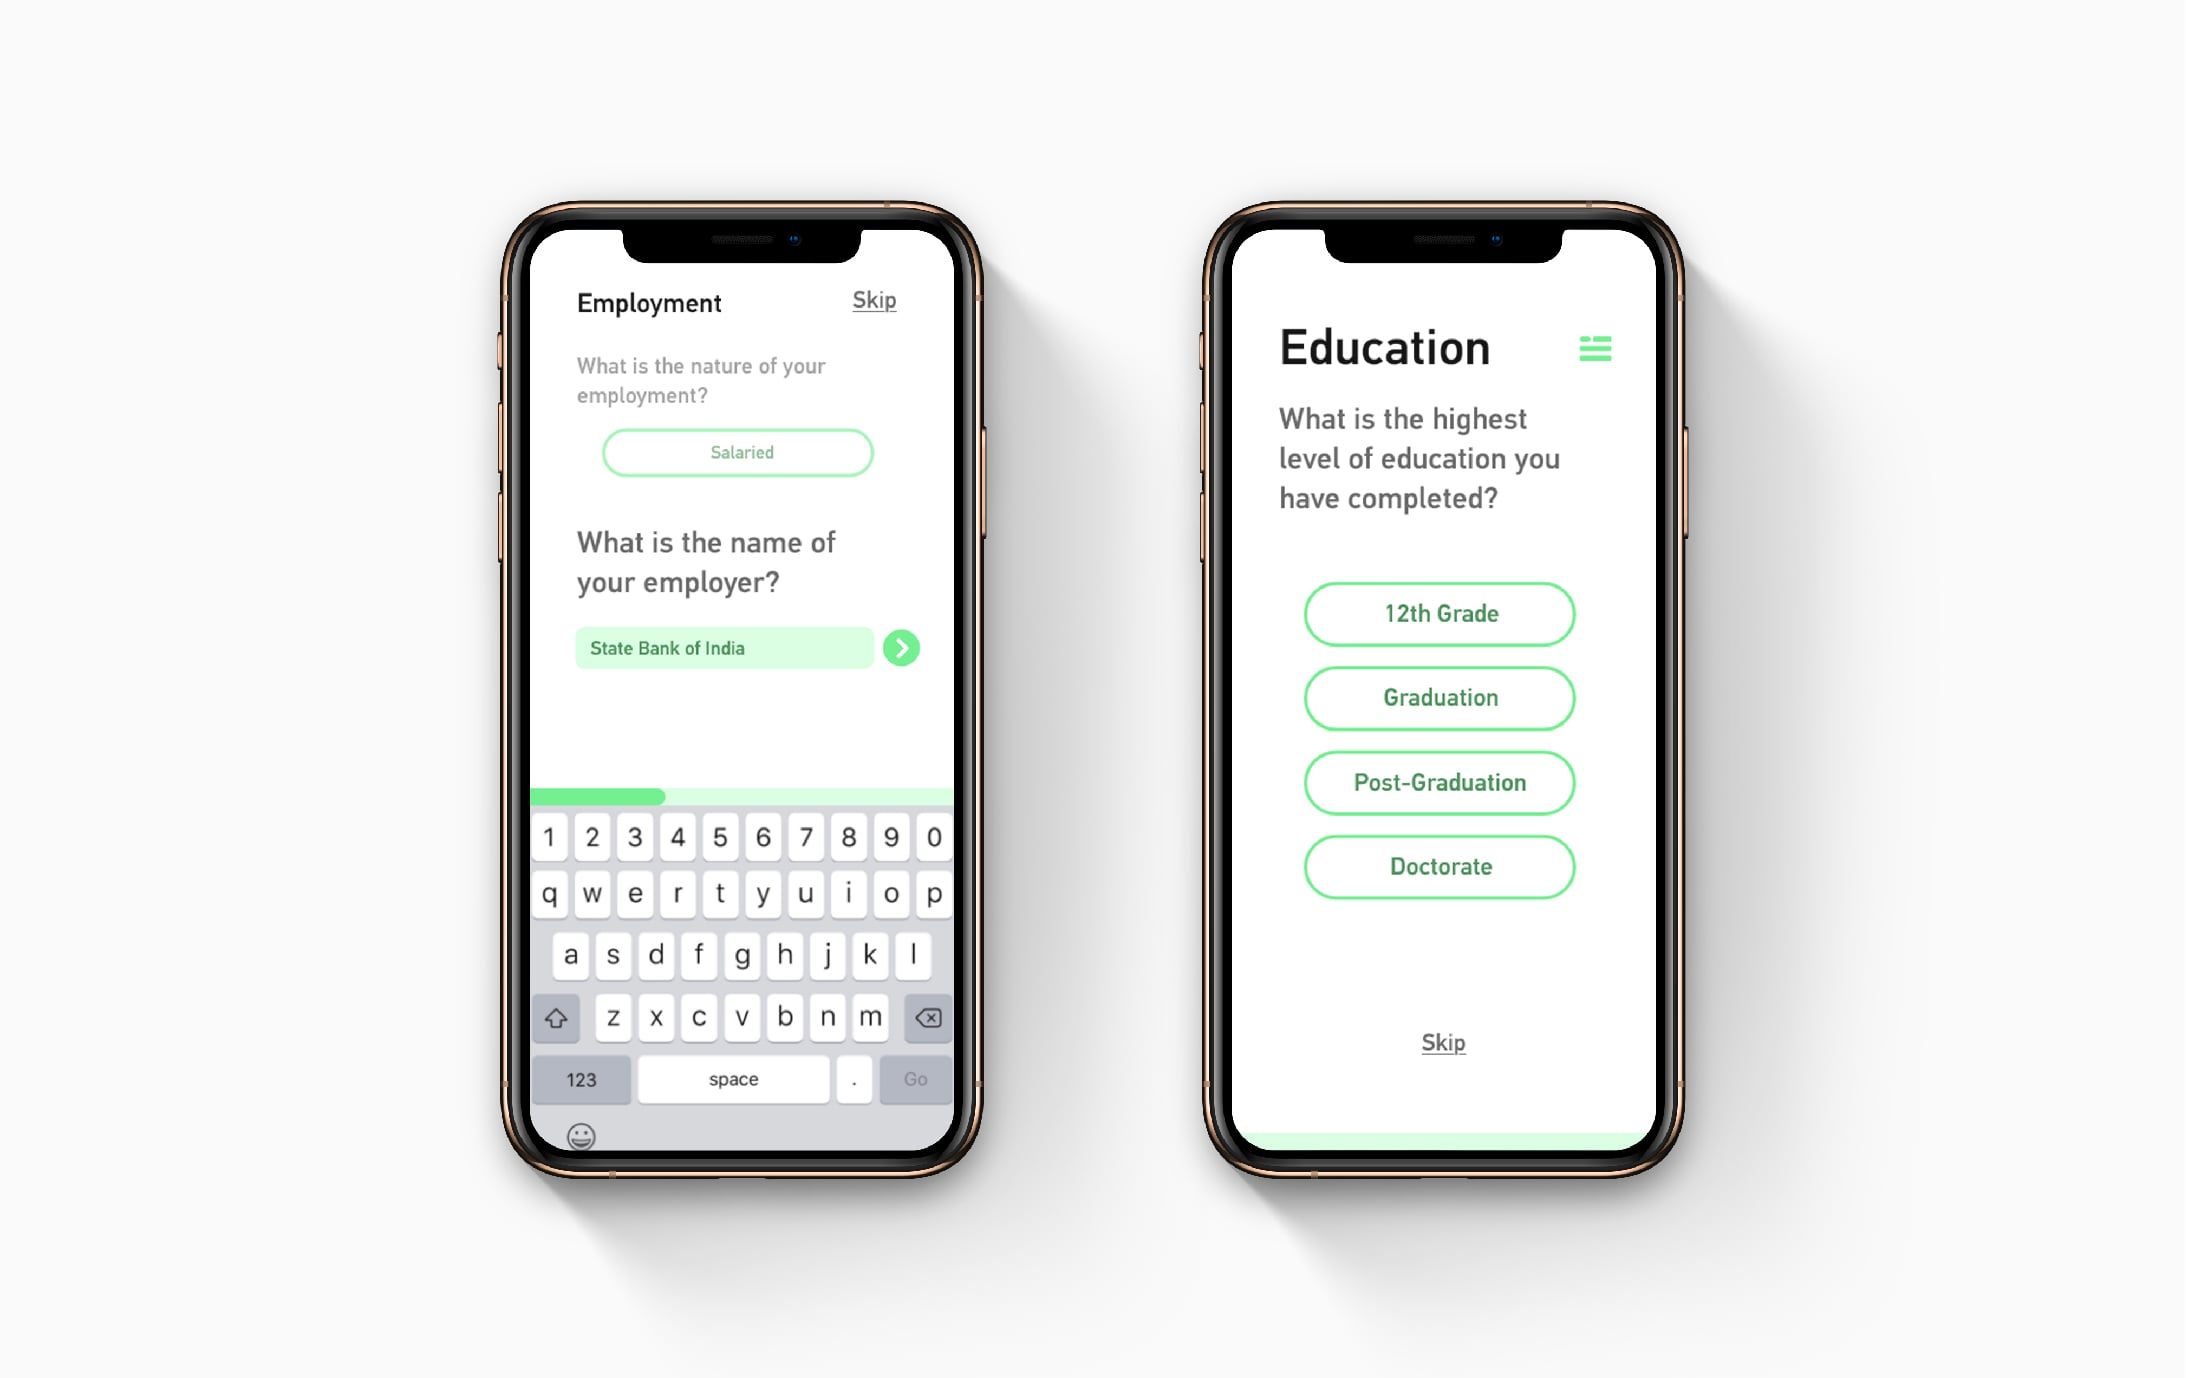 Employment
Skip
What is the nature of your
employment?
Salaried
What is the name of
your employer?
State Bank of India
1 2 3 4 5 6 7 8 9 0
q w e r t y u i o p
a s d f g h j k l
z x c v b n m
123 space . Go
Education
What is the highest
level of education you
have completed?
12th Grade
Graduation
Post-Graduation
Doctorate
Skip